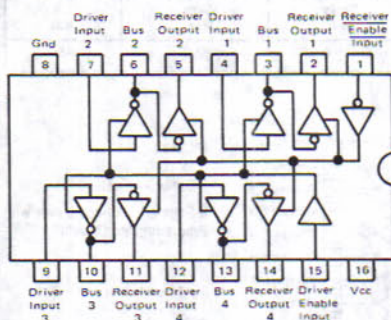 Gnd
Driver Input 2
Bus 2
Receiver Output 2
Driver Input 1
Bus 1
Receiver Output 1
Receiver Enable Input
8 7 6 5 4 3 2 1
9 10 11 12 13 14 15 16
Driver Input 3
Bus 3
Receiver Output 3
Driver Input 4
Bus 4
Receiver Output 4
Driver Enable Input
Vcc